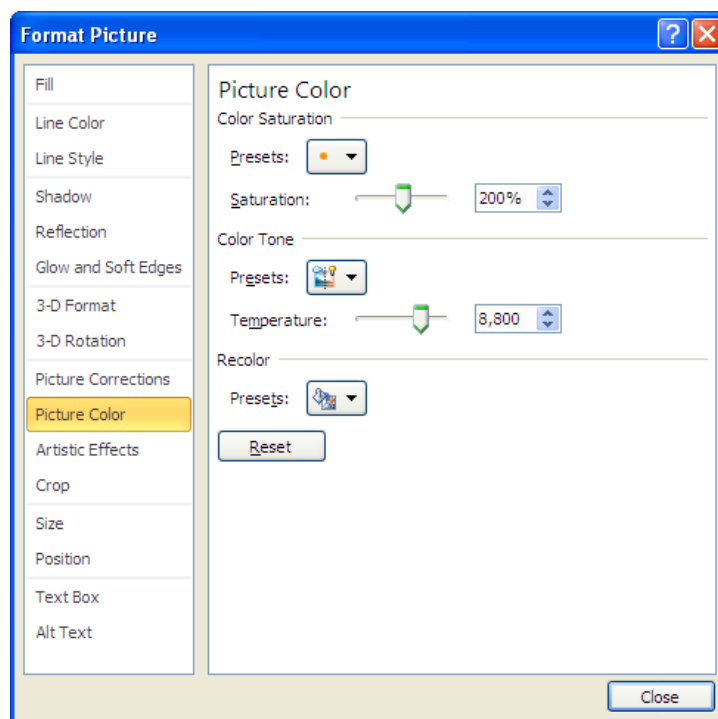 Format Picture
Fill
Line Color
Line Style
Shadow
Reflection
Glow and Soft Edges
3-D Format
3-D Rotation
Picture Corrections
Picture Color
Artistic Effects
Crop
Size
Position
Text Box
Alt Text
Picture Color
Color Saturation
Presets:
Saturation: 200%
Color Tone
Presets:
Temperature: 8,800
Recolor
Presets:
Reset
Close